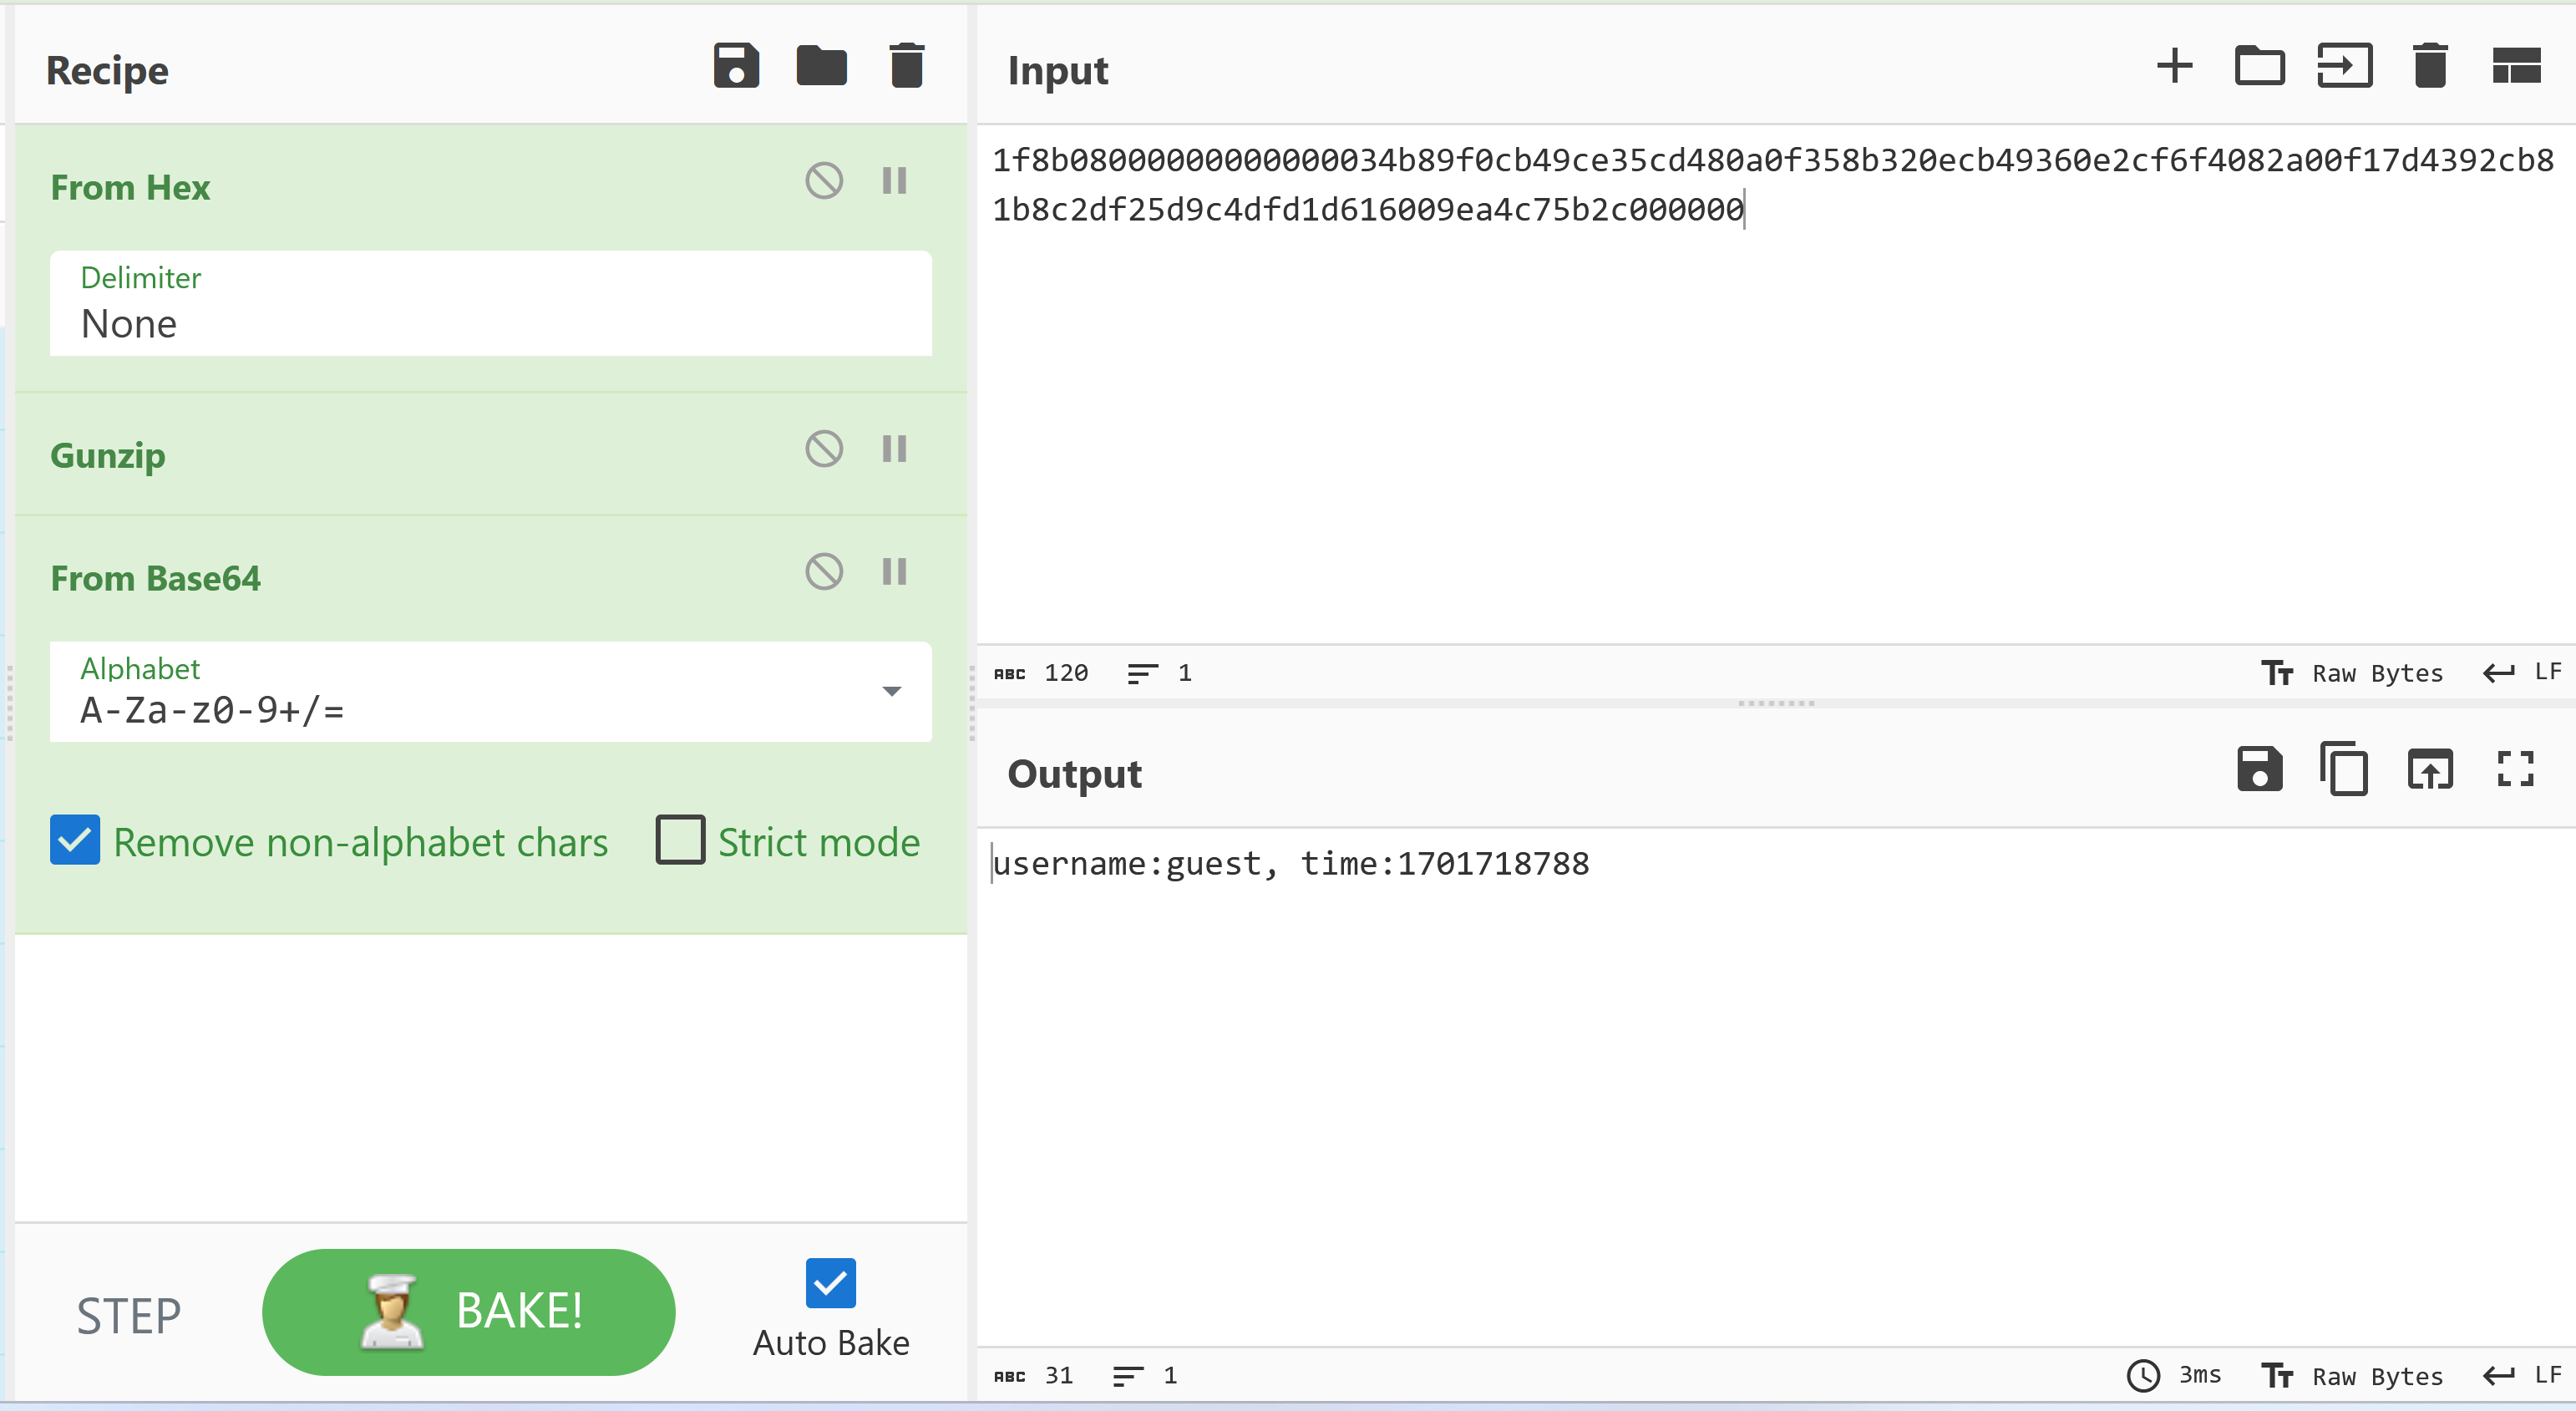 Recipe
From Hex
Delimiter
None
Gunzip
From Base64
Alphabet
A-Za-z0-9+/=
Remove non-alphabet chars
Strict mode
STEP
BAKE!
Auto Bake
Input
1f8b08000000000000034b89f0cb49ce35cd480a0f358b320ecb49360e2cf6f4082a00f17d4392cb8
1b8c2df25d9c4dfd1d616009ea4c75b2c000000
ABC 120 1
Raw Bytes LF
Output
username:guest, time:1701718788
ABC 31 1
3ms Raw Bytes LF